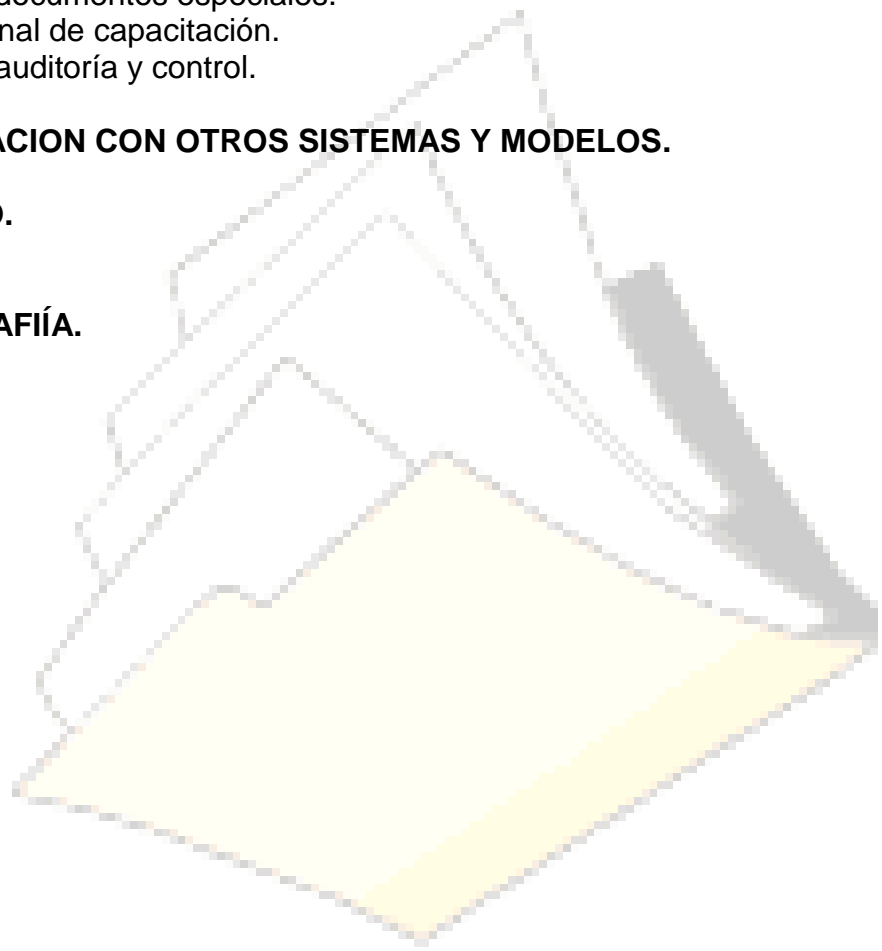 documentos especiales.
nal de capacitación.
auditoría y control.
ACION CON OTROS SISTEMAS Y MODELOS.
O.
AFIÍA.